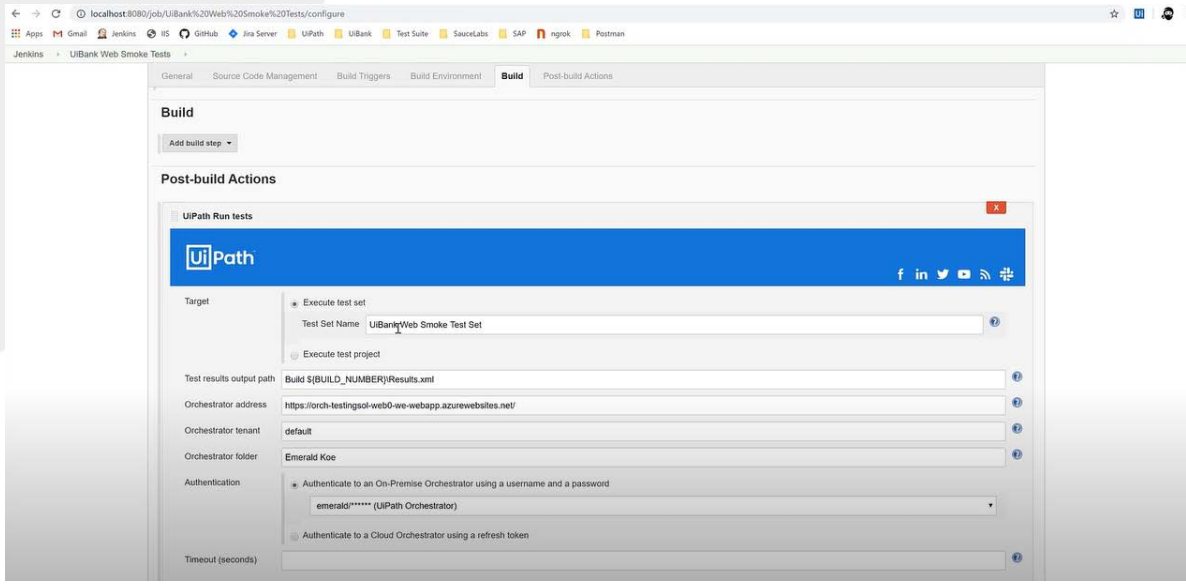 localhost:8080/job/UiBank%20Web%20Smoke%20Tests/configure
Apps Gmail Jenkins IIS GitHub Jira Server UiPath UiBank Test Suite SauceLabs SAP ngrok Postman
Jenkins UiBank Web Smoke Tests
General Source Code Management Build Triggers Build Environment Build Post-build Actions
Build
Add build step
Post-build Actions
UiPath Run tests
X
UiPath
Target
Execute test set
Test Set Name UiBank Web Smoke Test Set
Execute test project
Test results output path Build ${BUILD_NUMBER}\Results.xml
Orchestrator address https://orch-testingsol-web0-we-webapp.azurewebsites.net/
Orchestrator tenant default
Orchestrator folder Emerald Koe
Authentication Authenticate to an On-Premise Orchestrator using a username and a password
emerald/****** (UiPath Orchestrator)
Authenticate to a Cloud Orchestrator using a refresh token
Timeout (seconds)